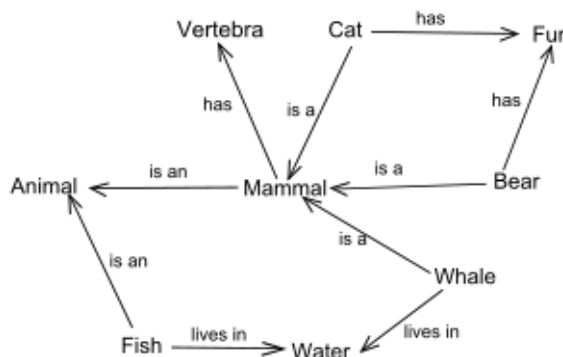 Vertebra
Cat
has
Fur
has
is a
has
Animal
is an
Mammal
is a
Bear
is an
is a
Whale
Fish
lives in
Water
lives in